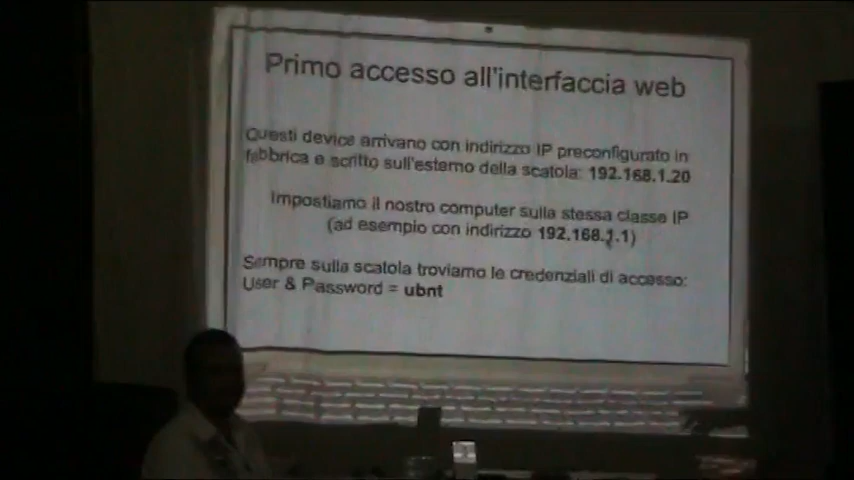 Primo accesso all'interfaccia web
Questi device arrivano con indirizzo IP preconfigurato in
fabbrica e scritto sull'esterno della scatola: 192.168.1.20
Impostiamo il nostro computer sulla stessa classe IP
(ad esempio con indirizzo 192.168.1.1)
Sempre sulla scatola troviamo le credenziali di accesso:
User & Password = ubnt